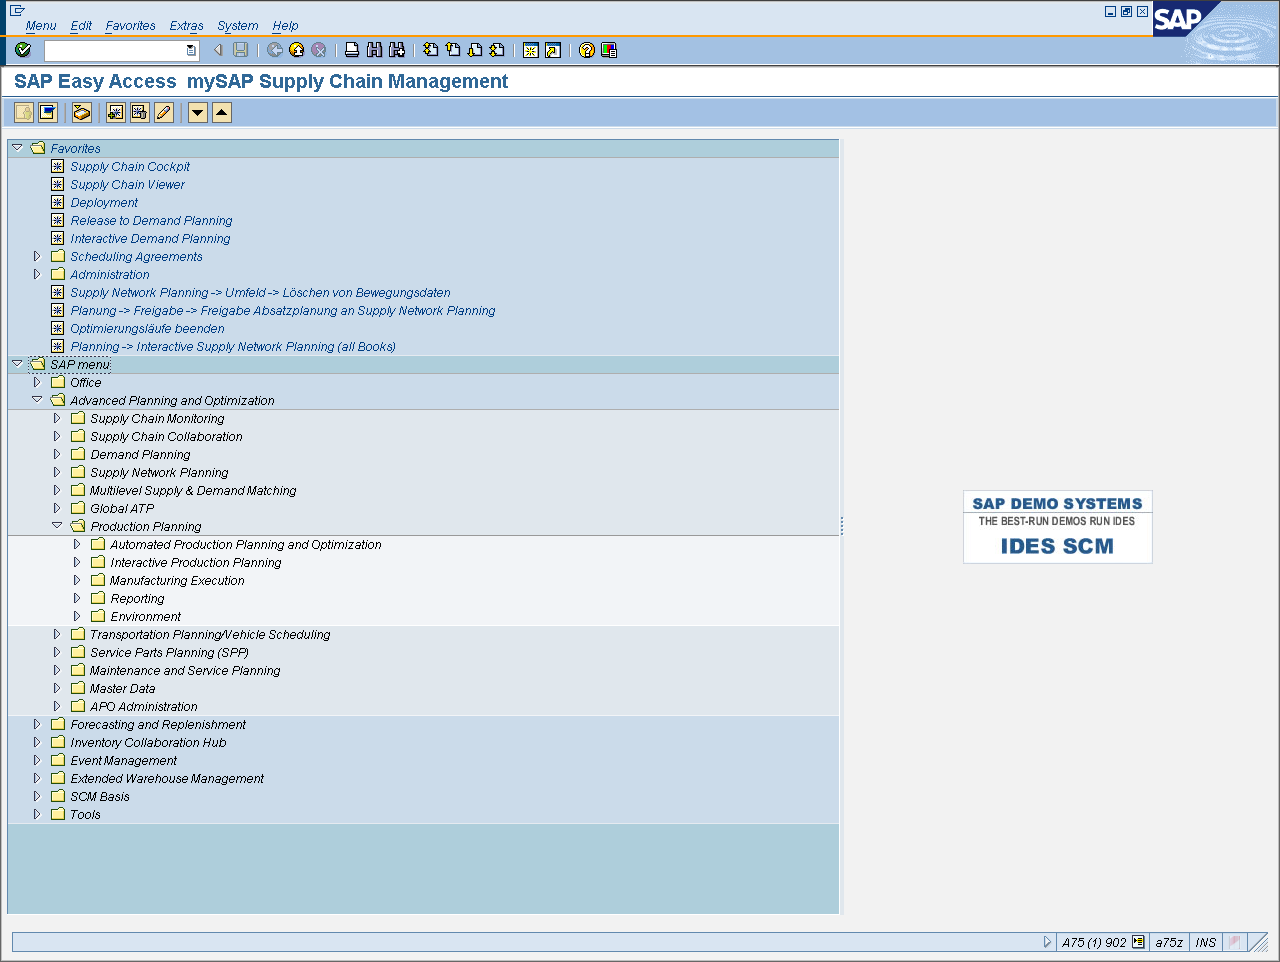 Menu Edit Favorites Extras System Help
SAP
SAP Easy Access mySAP Supply Chain Management
Favorites
Supply Chain Cockpit
Supply Chain Viewer
Deployment
Release to Demand Planning
Interactive Demand Planning
Scheduling Agreements
Administration
Supply Network Planning -> Umfeld -> Löschen von Bewegungsdaten
Planung -> Freigabe -> Freigabe Absatzplanung an Supply Network Planning
Optimierungsläufe beenden
Planning -> Interactive Supply Network Planning (all Books)
SAP menu
Office
Advanced Planning and Optimization
Supply Chain Monitoring
Supply Chain Collaboration
Demand Planning
Supply Network Planning
Multilevel Supply & Demand Matching
Global ATP
Production Planning
Automated Production Planning and Optimization
Interactive Production Planning
Manufacturing Execution
Reporting
Environment
Transportation Planning/Vehicle Scheduling
Service Parts Planning (SPP)
Maintenance and Service Planning
Master Data
APO Administration
Forecasting and Replenishment
Inventory Collaboration Hub
Event Management
Extended Warehouse Management
SCM Basis
Tools
SAP DEMO SYSTEMS
THE BEST-RUN DEMOS RUN IDES
IDES SCM
A75 (1) 902 a75z INS